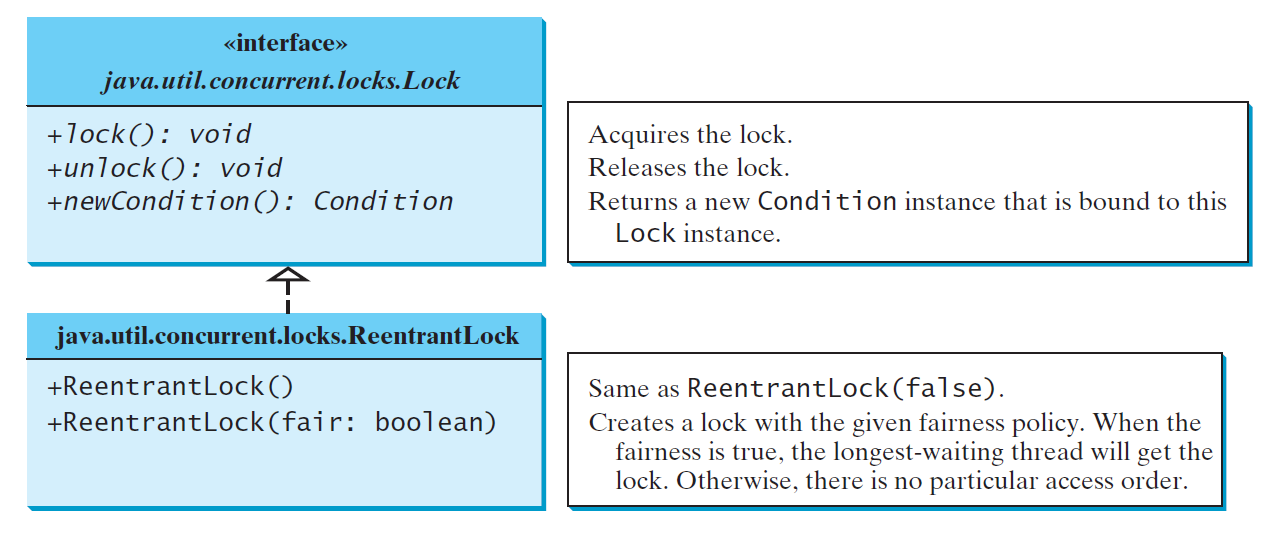 «interface»
java.util.concurrent.locks.Lock
+lock(): void
+unlock(): void
+newCondition(): Condition
Acquires the lock.
Releases the lock.
Returns a new Condition instance that is bound to this
Lock instance.
java.util.concurrent.locks.ReentrantLock
+ReentrantLock()
+ReentrantLock(fair: boolean)
Same as ReentrantLock(false).
Creates a lock with the given fairness policy. When the
fairness is true, the longest-waiting thread will get the
lock. Otherwise, there is no particular access order.